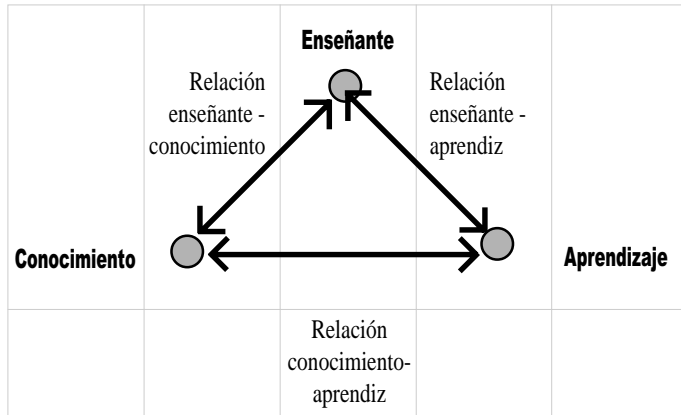 Enseñante
Relación
enseñante -
conocimiento
Relación
enseñante -
aprendiz
Conocimiento
Aprendizaje
Relación
conocimiento-
aprendiz